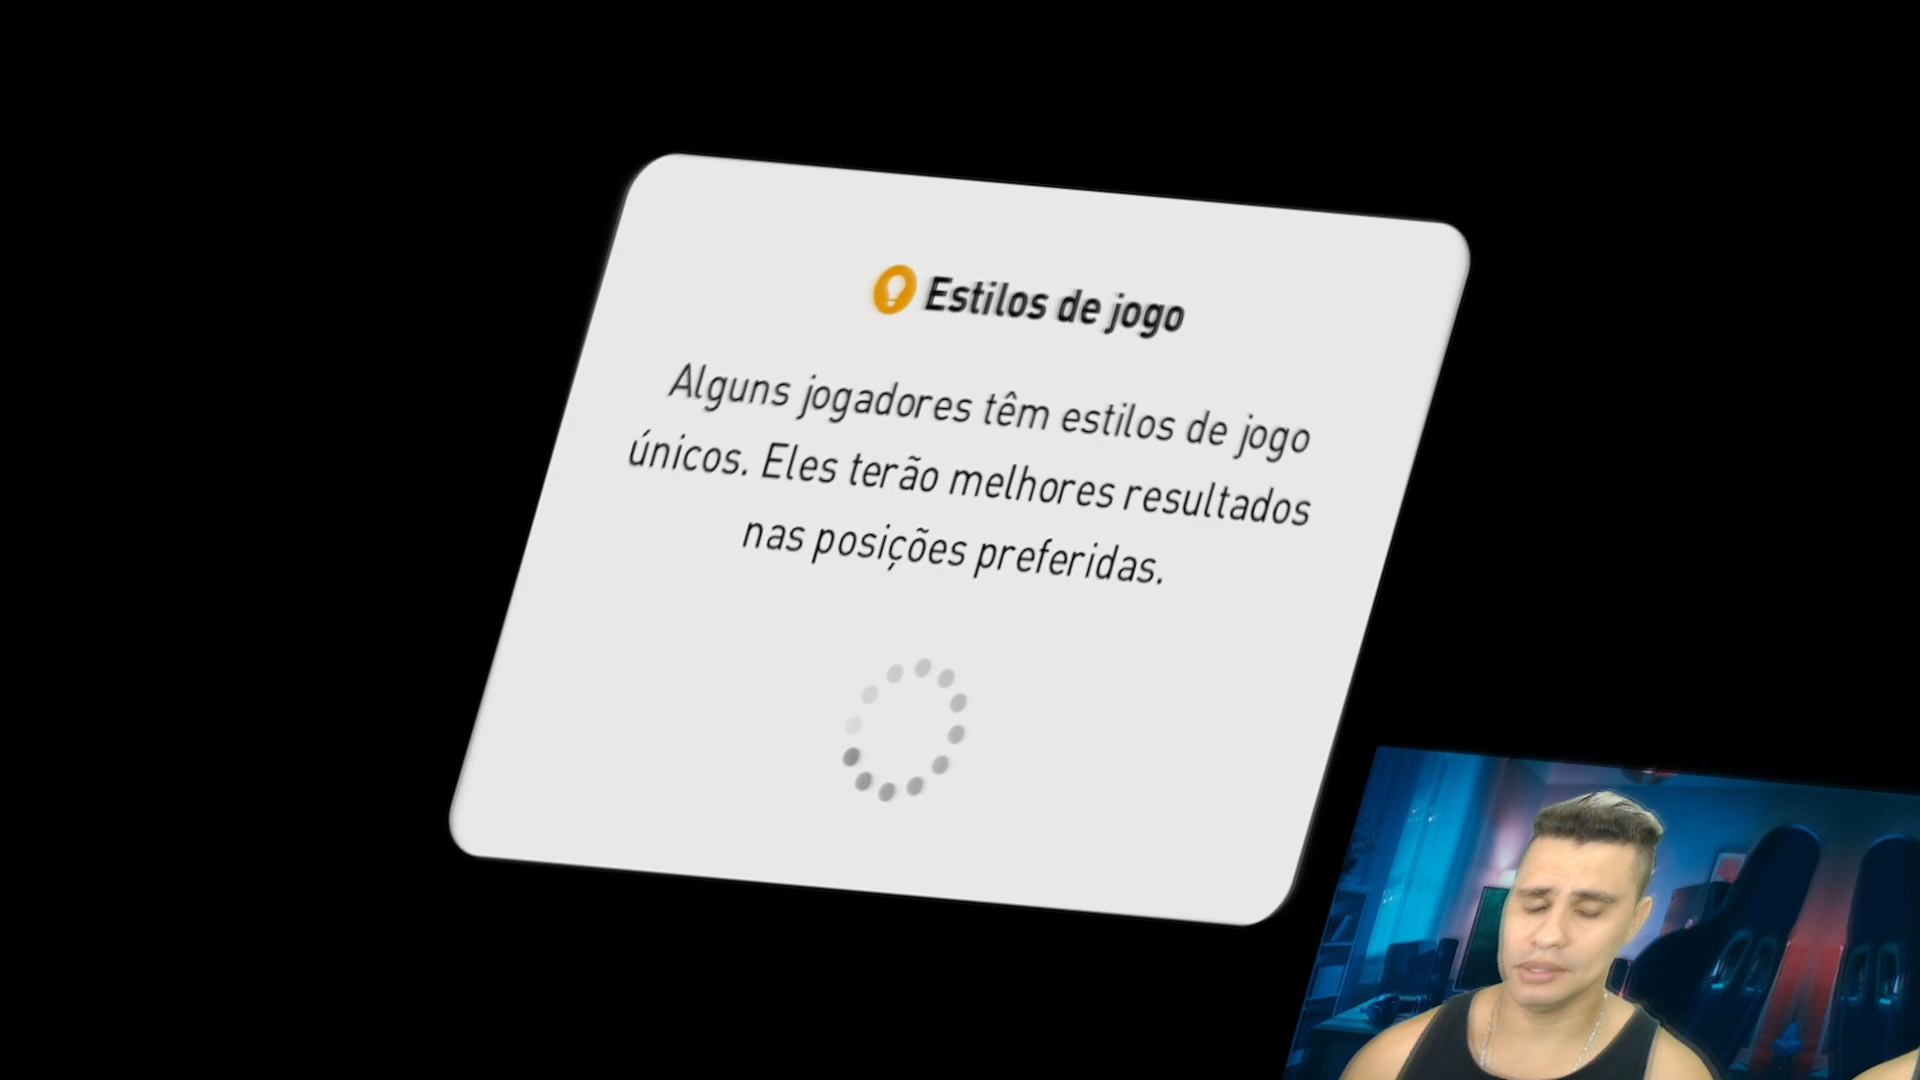 Estilos de jogo
Alguns jogadores têm estilos de jogo
únicos. Eles terão melhores resultados
nas posições preferidas.